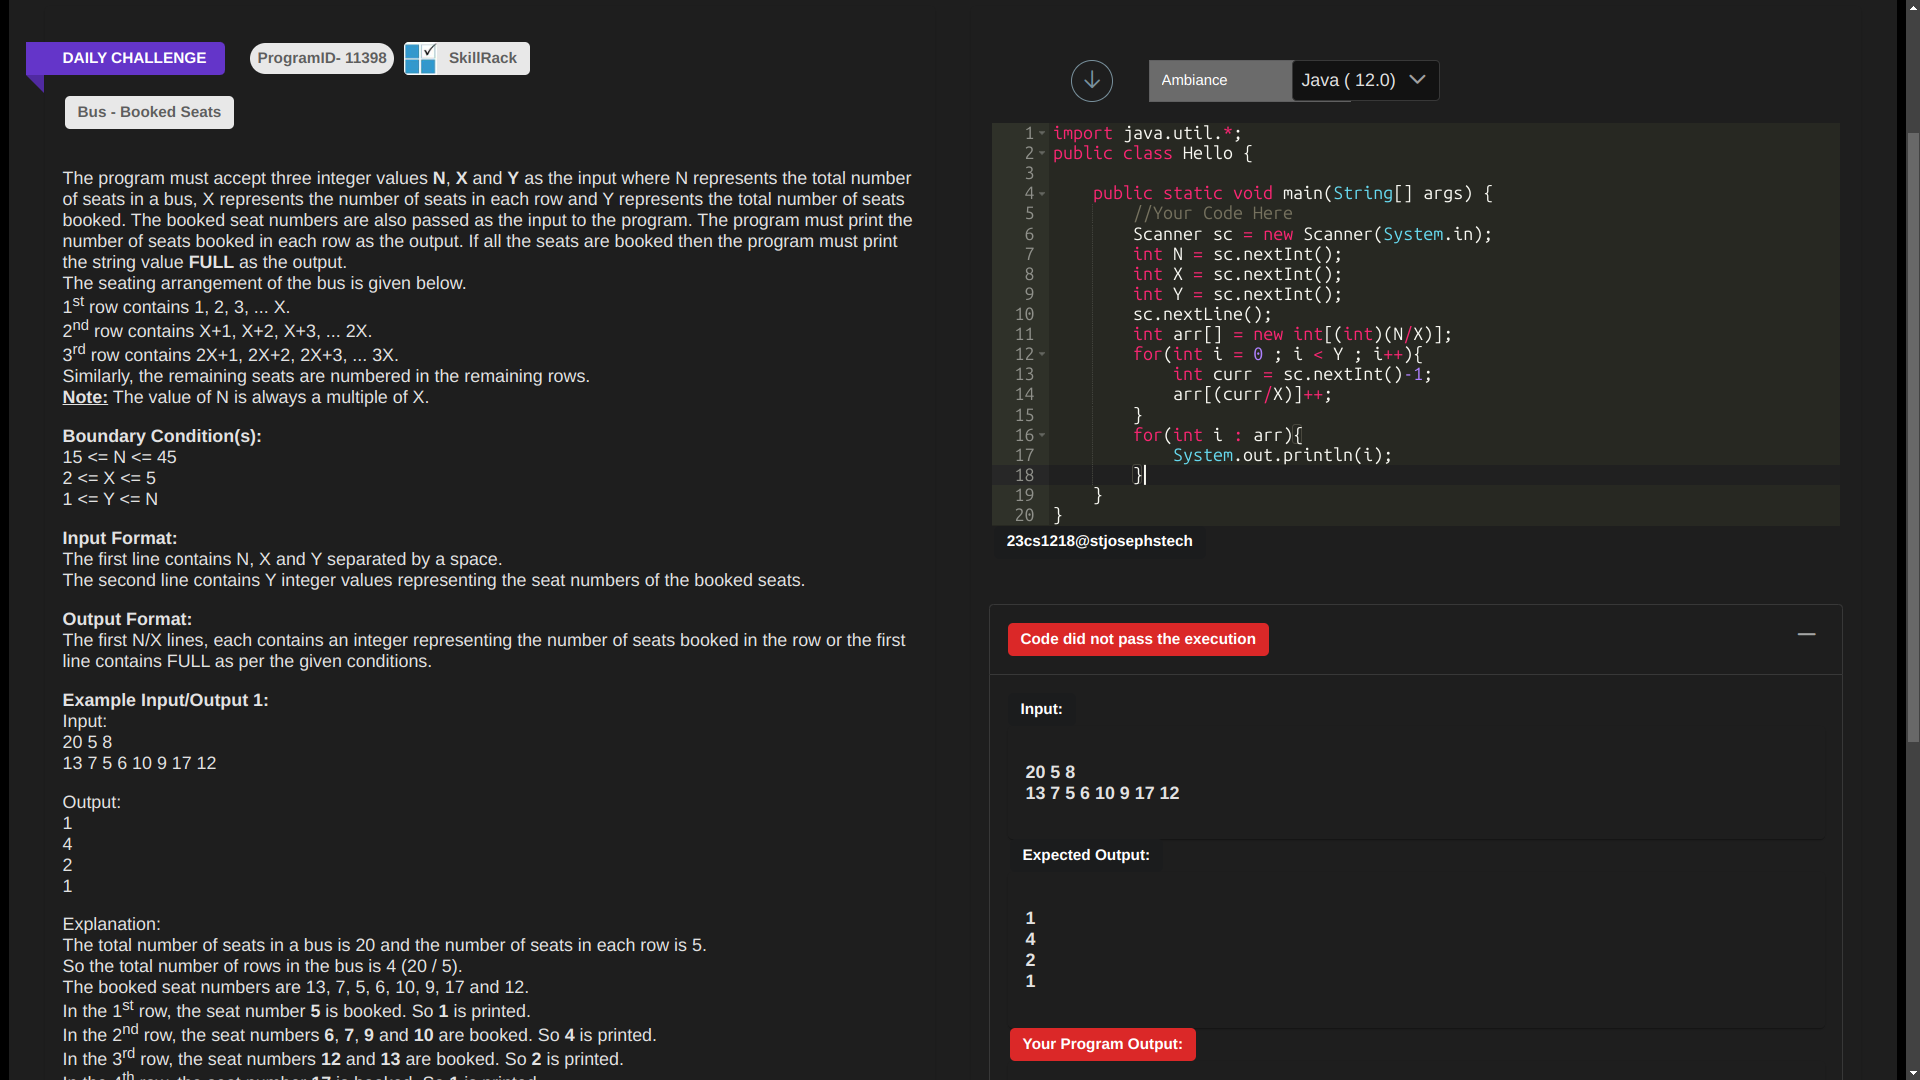 DAILY CHALLENGE
ProgramID- 11398
SkillRack
Bus - Booked Seats
The program must accept three integer values N, X and Y as the input where N represents the total number
of seats in a bus, X represents the number of seats in each row and Y represents the total number of seats
booked. The booked seat numbers are also passed as the input to the program. The program must print the
number of seats booked in each row as the output. If all the seats are booked then the program must print
the string value FULL as the output.
The seating arrangement of the bus is given below.
1st row contains 1, 2, 3, ... X.
2nd row contains X+1, X+2, X+3, ... 2X.
3rd row contains 2X+1, 2X+2, 2X+3, ... 3X.
Similarly, the remaining seats are numbered in the remaining rows.
Note: The value of N is always a multiple of X.
Boundary Condition(s):
15 <= N <= 45
2 <= X <= 5
1 <= Y <= N
Input Format:
The first line contains N, X and Y separated by a space.
The second line contains Y integer values representing the seat numbers of the booked seats.
Output Format:
The first N/X lines, each contains an integer representing the number of seats booked in the row or the first
line contains FULL as per the given conditions.
Example Input/Output 1:
Input:
20 5 8
13 7 5 6 10 9 17 12
Output:
1
4
2
1
Explanation:
The total number of seats in a bus is 20 and the number of seats in each row is 5.
So the total number of rows in the bus is 4 (20 / 5).
The booked seat numbers are 13, 7, 5, 6, 10, 9, 17 and 12.
In the 1st row, the seat number 5 is booked. So 1 is printed.
In the 2nd row, the seat numbers 6, 7, 9 and 10 are booked. So 4 is printed.
In the 3rd row, the seat numbers 12 and 13 are booked. So 2 is printed.
In the 4th row, the seat number 17 is booked. So 1 is printed.
Ambiance
Java ( 12.0)
1 import java.util.*;
2 public class Hello {
3
4 public static void main(String[] args) {
5 //Your Code Here
6 Scanner sc = new Scanner(System.in);
7 int N = sc.nextInt();
8 int X = sc.nextInt();
9 int Y = sc.nextInt();
10 sc.nextLine();
11 int arr[] = new int[(int)(N/X)];
12 for(int i = 0 ; i < Y ; i++){
13 int curr = sc.nextInt()-1;
14 arr[(curr/X)]++;
15 }
16 for(int i : arr){
17 System.out.println(i);
18 }
19 }
20 }
23cs1218@stjosephstech
Code did not pass the execution
Input:
20 5 8
13 7 5 6 10 9 17 12
Expected Output:
1
4
2
1
Your Program Output: